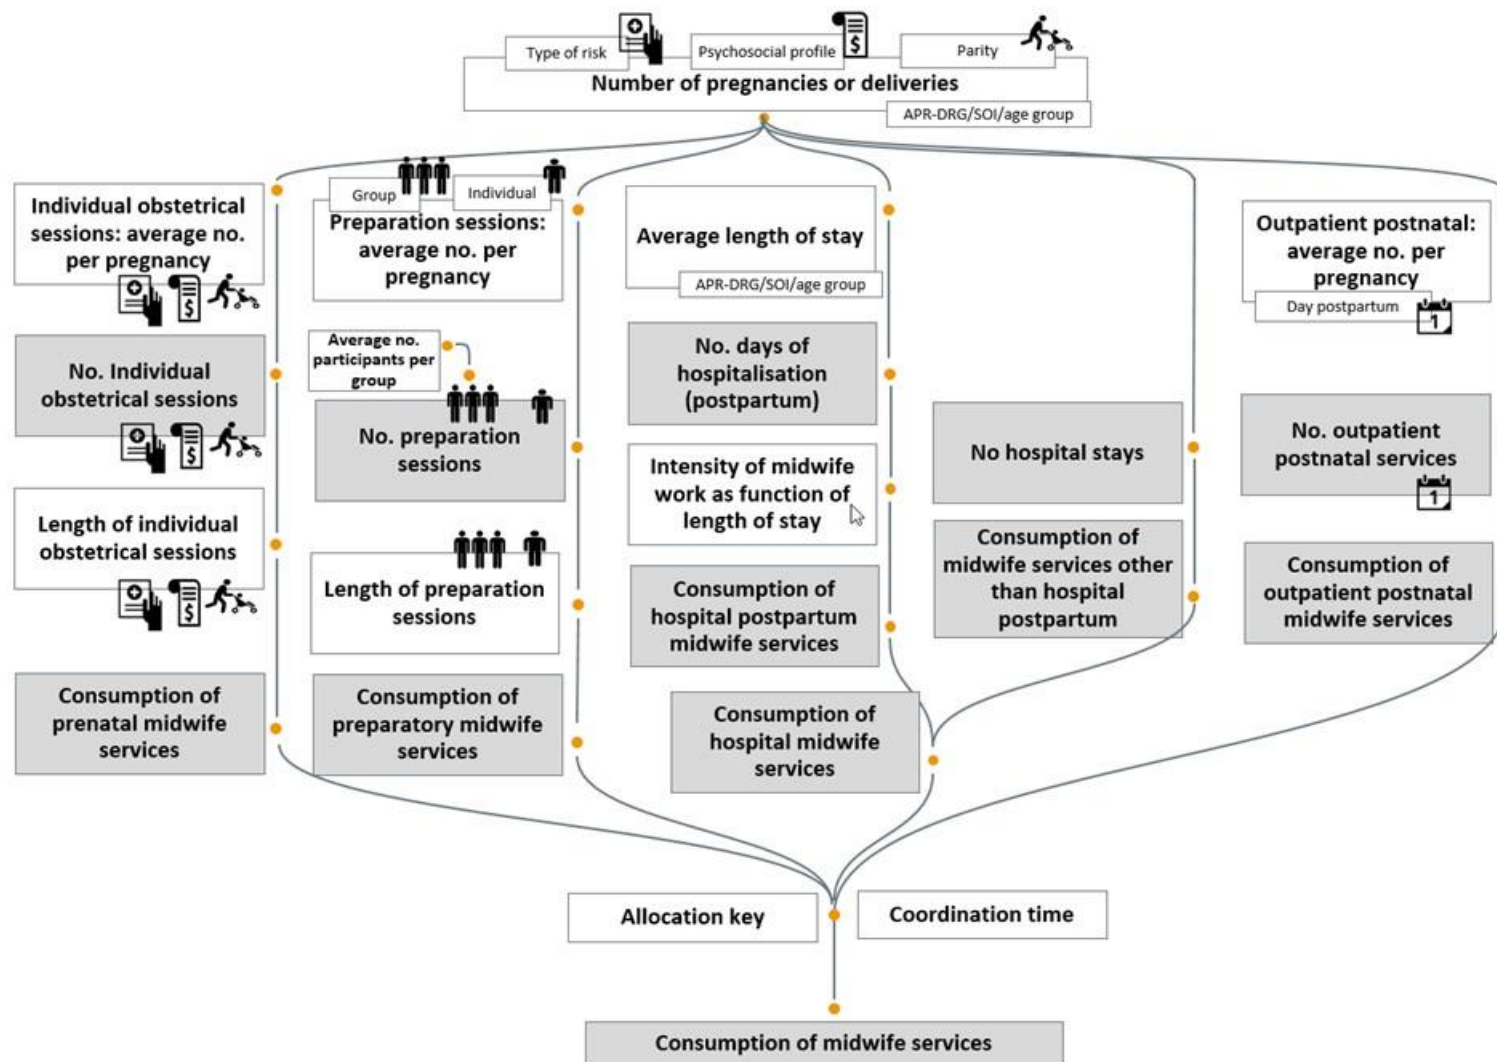 Type of risk
Psychosocial profile
Parity
$
Number of pregnancies or deliveries
APR-DRG/SOI/age group
Individual obstetrical
sessions: average no.
per pregnancy
$
No. Individual
obstetrical sessions
$
Length of individual
obstetrical sessions
$
Consumption of
prenatal midwife
services
Group
Individual
Preparation sessions:
average no. per
pregnancy
Average no.
participants per
group
No. preparation
sessions
Length of preparation
sessions
Consumption of
preparatory midwife
services
Average length of stay
APR-DRG/SOI/age group
No. days of
hospitalisation
(postpartum)
Intensity of midwife
work as function of
length of stay
Consumption of
hospital postpartum
midwife services
No hospital stays
Consumption of
midwife services other
than hospital
postpartum
Consumption of
hospital midwife
services
Outpatient postnatal:
average no. per
pregnancy
Day postpartum
1
No. outpatient
postnatal services
1
Consumption of
outpatient postnatal
midwife services
Allocation key
Coordination time
Consumption of midwife services